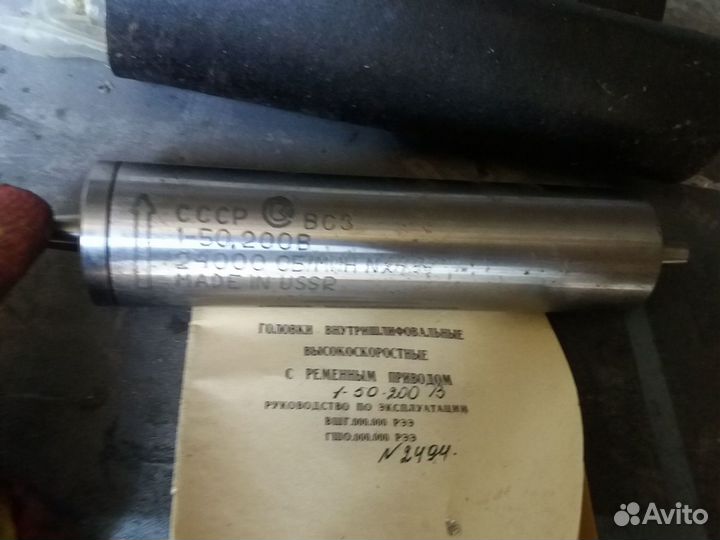 СССР ВСЗ
1-50.200В
24000 ОБ/МИН
MADE IN USSR
ГОЛОВКИ ВНУТРИШЛИФОВАЛЬНЫЕ
ВЫСОКОСКОРОСТНЫЕ
С РЕМЕННЫМ ПРИВОДОМ
1-50-200 В
РУКОВОДСТВО ПО ЭКСПЛУАТАЦИИ
ВШГ.000.000 РЭЭ
ГШО.000.000 РЭЭ
N 2494.
Avito